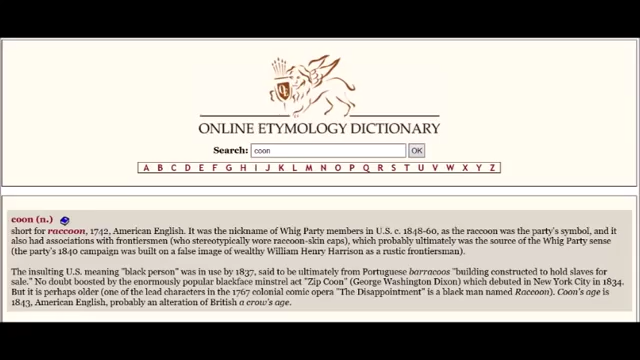 ONLINE ETYMOLOGY DICTIONARY
Search: coon OK
A B C D E F G H I J K L M N O P Q R S T U V W X Y Z
coon (n.)
short for raccoon, 1742, American English. It was the nickname of Whig Party members in U.S. c. 1848-60, as the raccoon was the party's symbol, and it
also had associations with frontiersmen (who stereotypically wore raccoon-skin caps), which probably ultimately was the source of the Whig Party sense
(the party's 1840 campaign was built on a false image of wealthy William Henry Harrison as a rustic frontiersman).
The insulting U.S. meaning "black person" was in use by 1837, said to be ultimately from Portuguese barracoos "building constructed to hold slaves for
sale." No doubt boosted by the enormously popular blackface minstrel act "Zip Coon" (George Washington Dixon) which debuted in New York City in 1834.
But it is perhaps older (one of the lead characters in the 1767 colonial comic opera "The Disappointment" is a black man named Raccoon). Coon's age is
1843, American English, probably an alteration of British a crow's age.